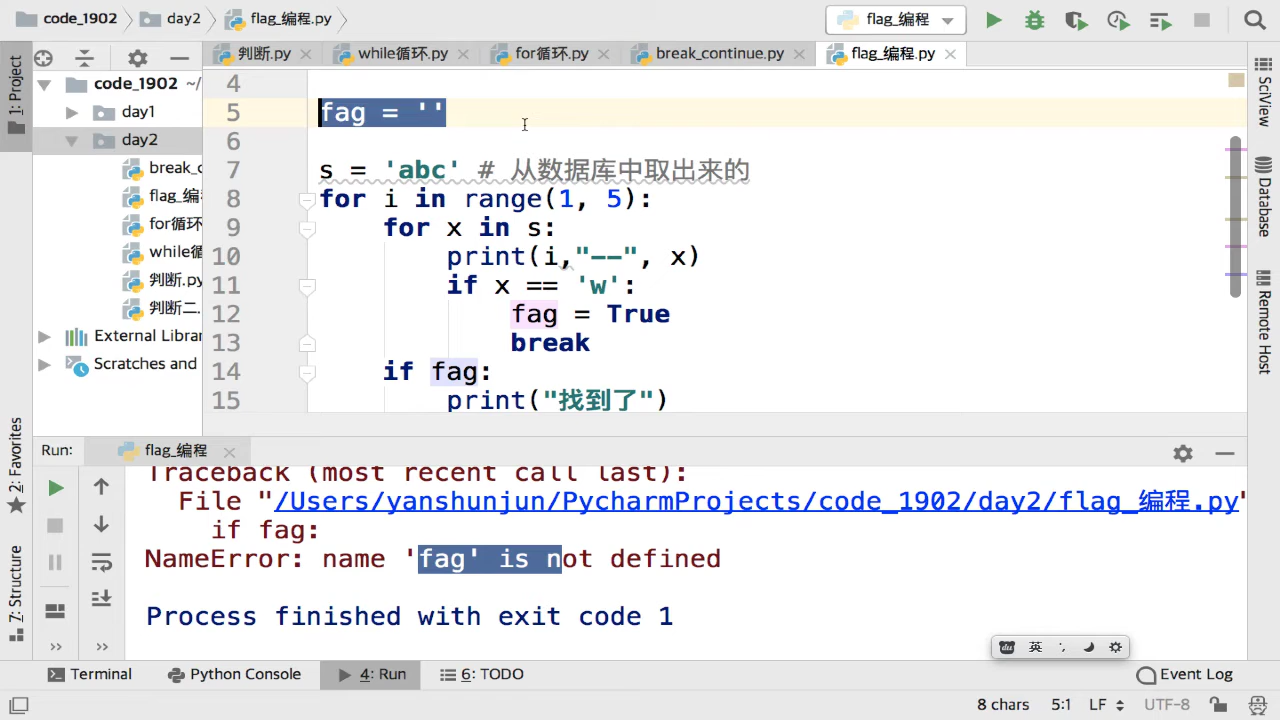 code_1902 day2 flag_编程.py
flag_编程
1: Project
判断.py while循环.py for循环.py break_continue.py flag_编程.py
code_1902 ~/
day1
day2
break_c
flag_编
for循环
while循
判断.py
判断二.
External Librar
Scratches and
4
5 fag = ''
6
7 s = 'abc' # 从数据库中取出来的
8 for i in range(1, 5):
9 for x in s:
10 print(i,"--", x)
11 if x == 'w':
12 fag = True
13 break
14 if fag:
15 print("找到了")
SciView
Database
Remote Host
2: Favorites
7: Structure
Run: flag_编程
Traceback (most recent call last):
File "/Users/yanshunjun/PycharmProjects/code_1902/day2/flag_编程.py"
if fag:
NameError: name 'fag' is not defined
Process finished with exit code 1
» »
du 英
Terminal Python Console 4: Run 6: TODO Event Log
8 chars 5:1 LF UTF-8